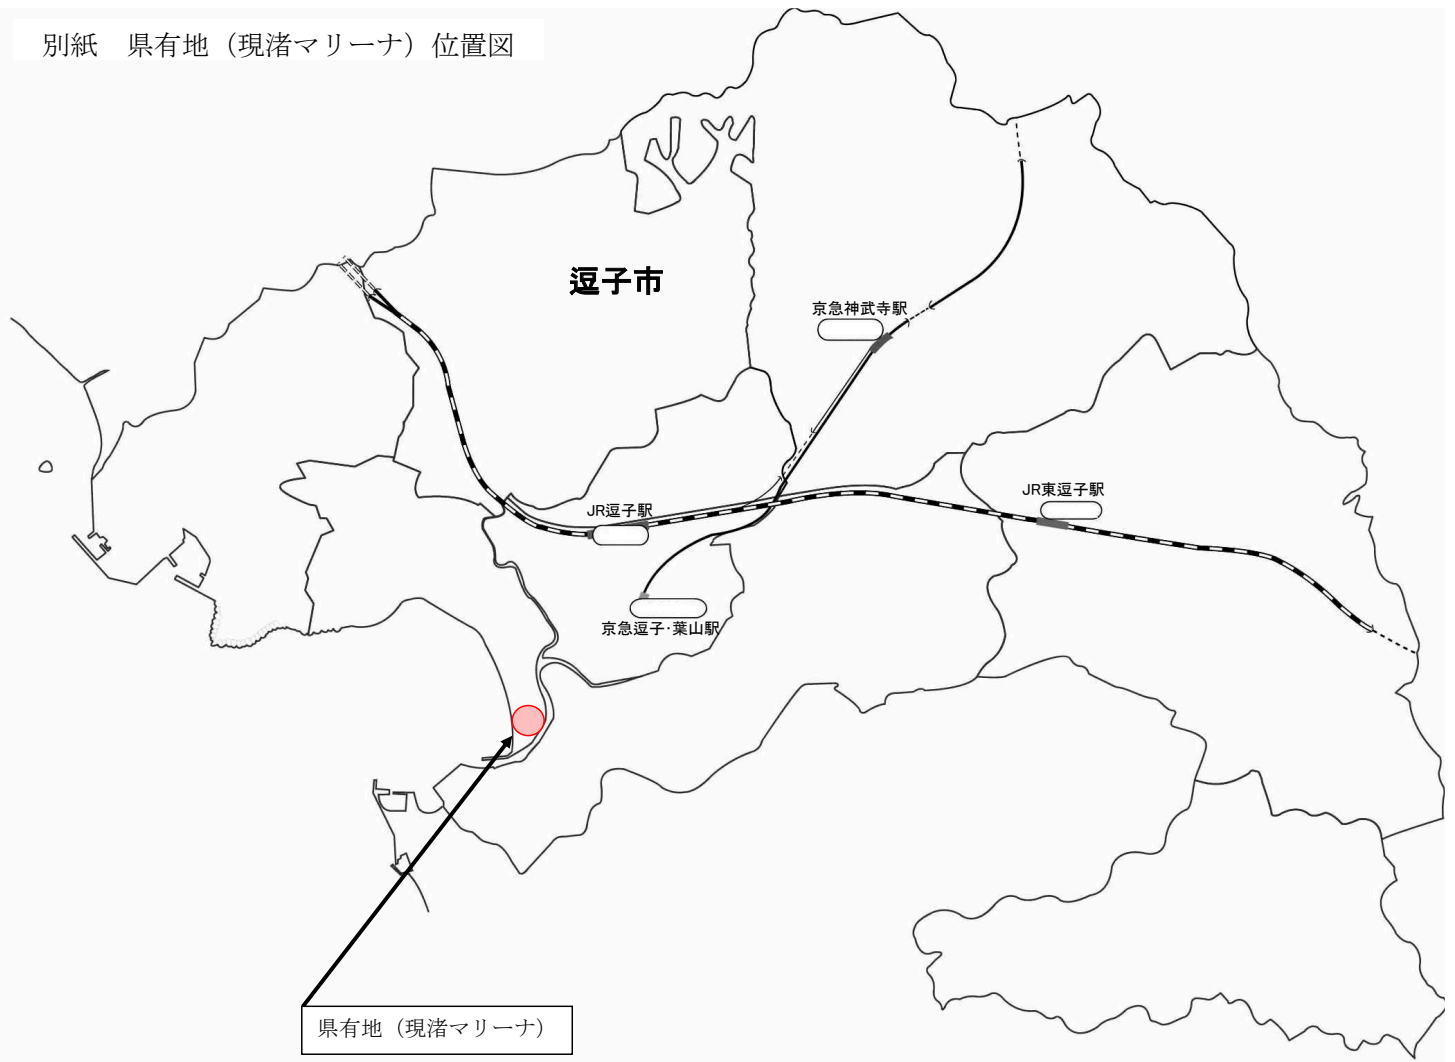 別紙　県有地（現渚マリーナ）位置図
逗子市
京急神武寺駅
JR東逗子駅
JR逗子駅
京急逗子・葉山駅
県有地（現渚マリーナ）